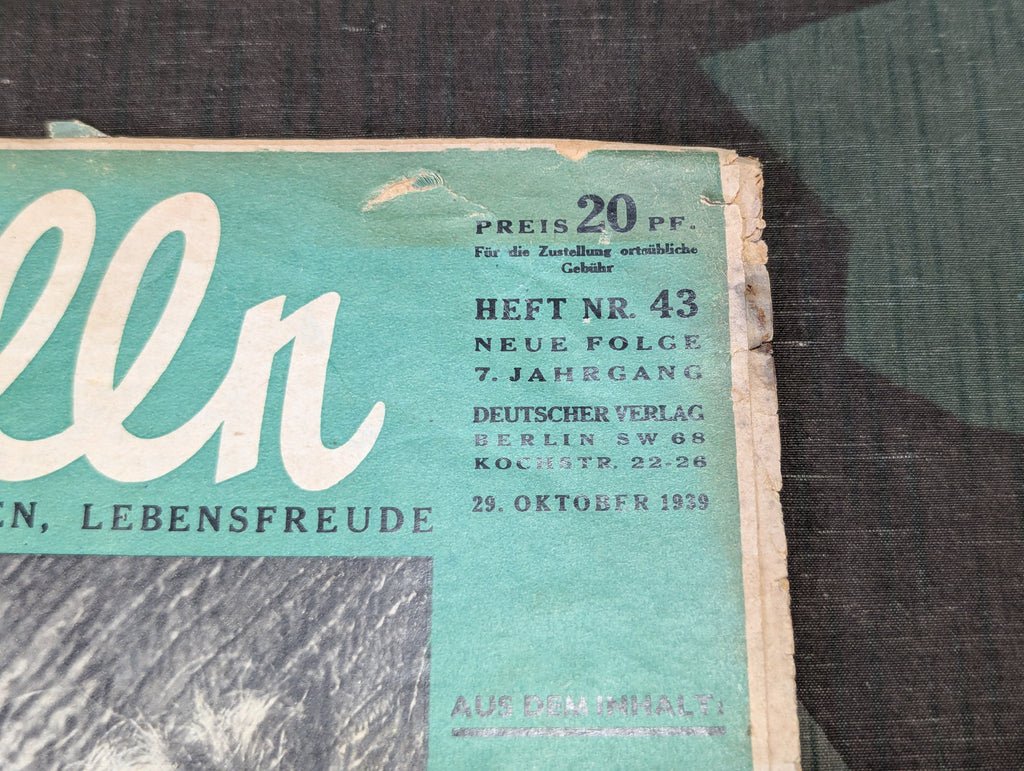 lln
EN, LEBENSFREUDE
PREIS 20 PF.
Für die Zustellung ortsübliche
Gebühr
HEFT NR. 43
NEUE FOLGE
7. JAHRGANG
DEUTSCHER VERLAG
BERLIN SW 68
KOCHSTR. 22-26
29. OKTOBER 1939
AUS DEM INHALT: